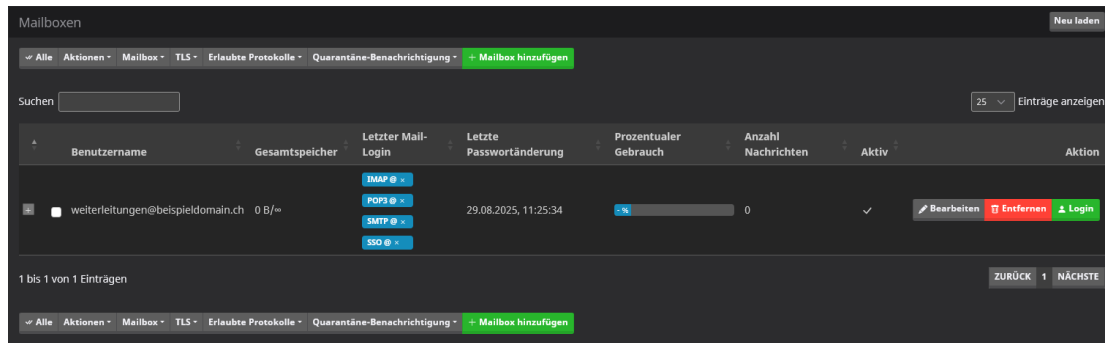 Mailboxen
Neu laden
Alle Aktionen Mailbox TLS Erlaubte Protokolle Quarantäne-Benachrichtigung + Mailbox hinzufügen
Suchen
25 Einträge anzeigen
Benutzername Gesamtspeicher Letzter Mail-Login Letzte Passwortänderung Prozentualer Gebrauch Anzahl Nachrichten Aktiv Aktion
weiterleitungen@beispieldomain.ch 0 B/∞
IMAP @ ×
POP3 @ ×
SMTP @ ×
SSO @ ×
29.08.2025, 11:25:34 - % 0 Bearbeiten Entfernen Login
1 bis 1 von 1 Einträgen
ZURÜCK 1 NÄCHSTE
Alle Aktionen Mailbox TLS Erlaubte Protokolle Quarantäne-Benachrichtigung + Mailbox hinzufügen